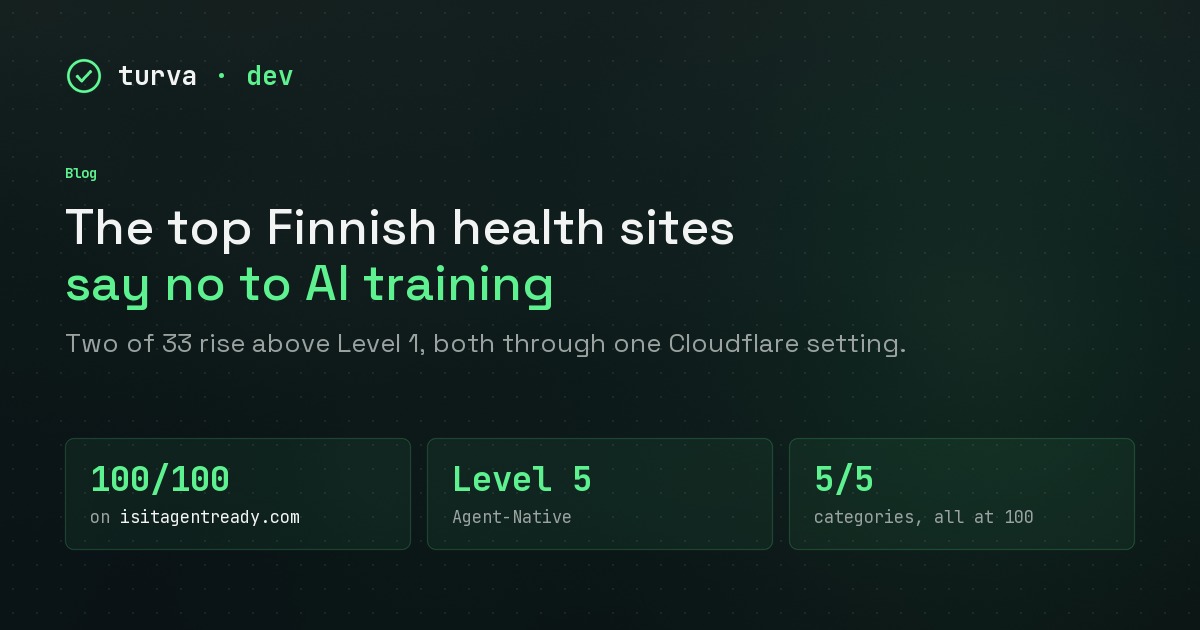 turva · dev
Blog
The top Finnish health sites
say no to AI training
Two of 33 rise above Level 1, both through one Cloudflare setting.
100/100
on isitagentready.com
Level 5
Agent-Native
5/5
categories, all at 100